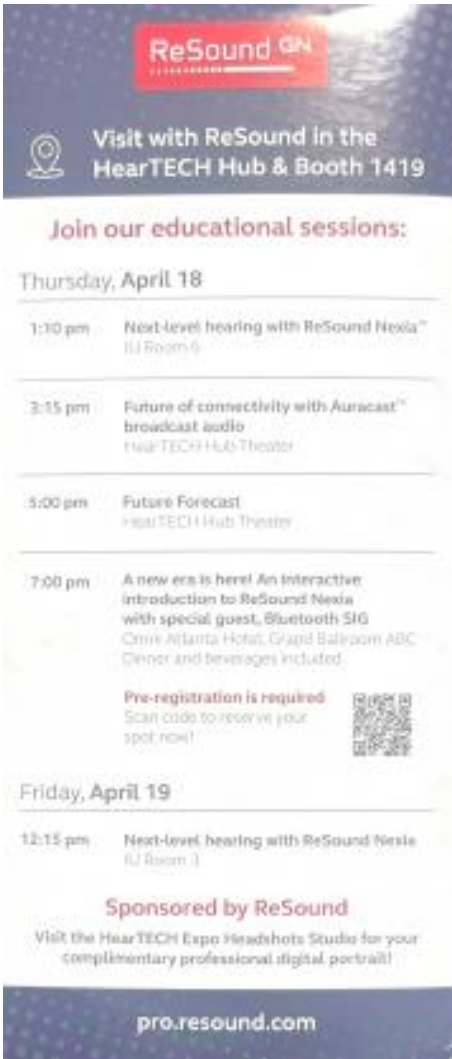 ReSound GN
Visit with ReSound in the
HearTECH Hub & Booth 1419
Join our educational sessions:
Thursday, April 18
1:10 pm Next-level hearing with ReSound Nexia™
IU Room 6
3:15 pm Future of connectivity with Auracast™
broadcast audio
HearTECH Hub Theater
5:00 pm Future Forecast
HearTECH Hub Theater
7:00 pm A new era is here! An interactive
introduction to ReSound Nexia
with special guest, Bluetooth SIG
Omni Atlanta Hotel, Grand Ballroom ABC
Dinner and beverages included
Pre-registration is required
Scan code to reserve your
spot now!
Friday, April 19
12:15 pm Next-level hearing with ReSound Nexia
IU Room 3
Sponsored by ReSound
Visit the HearTECH Expo Headshots Studio for your
complimentary professional digital portrait!
pro.resound.com